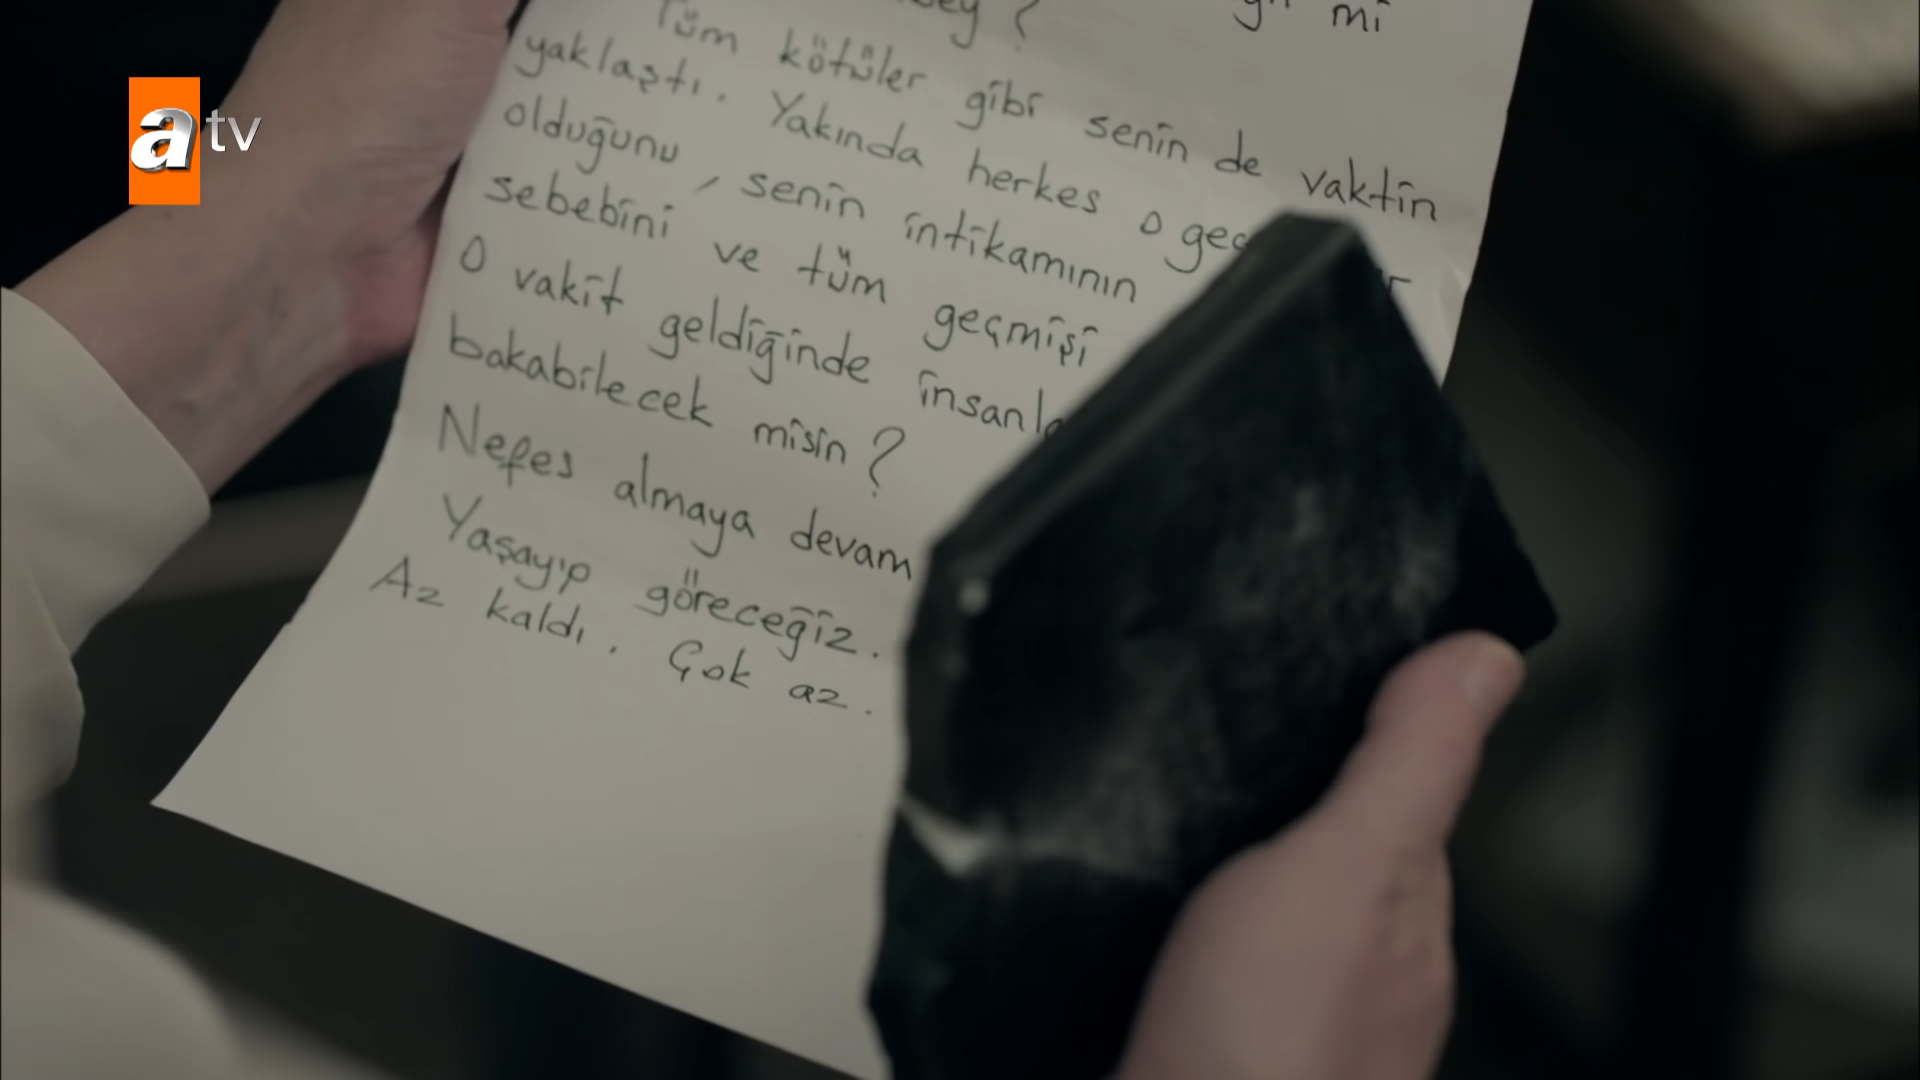 atv
mi
Tüm kötüler gibi senin de vaktin
yaklaştı. Yakında herkes o
olduğunu, senin intikamının
sebebini ve tüm geçmişi
O vakit geldiğinde
bakabilecek misin?
Nefes almaya devam
Yaşayıp göreceğiz.
Az kaldı. Çok az.